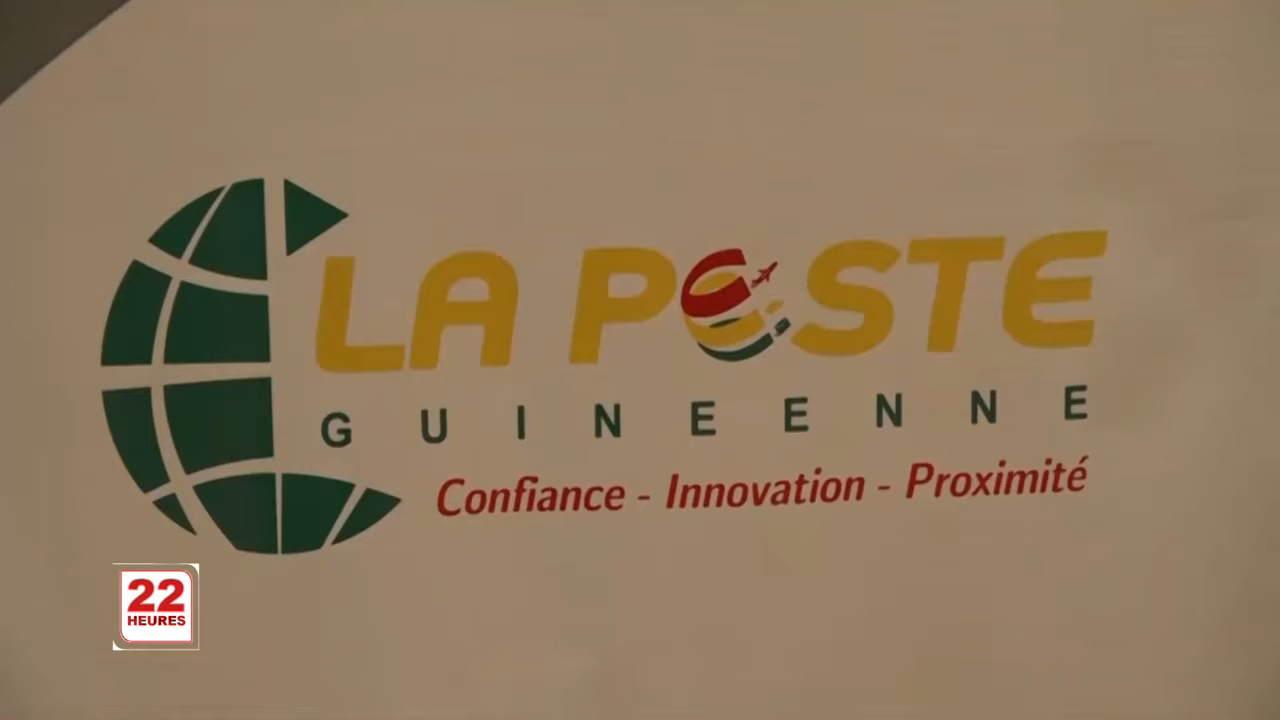 LA POSTE
GUINEENNE
Confiance - Innovation - Proximité
22
HEURES